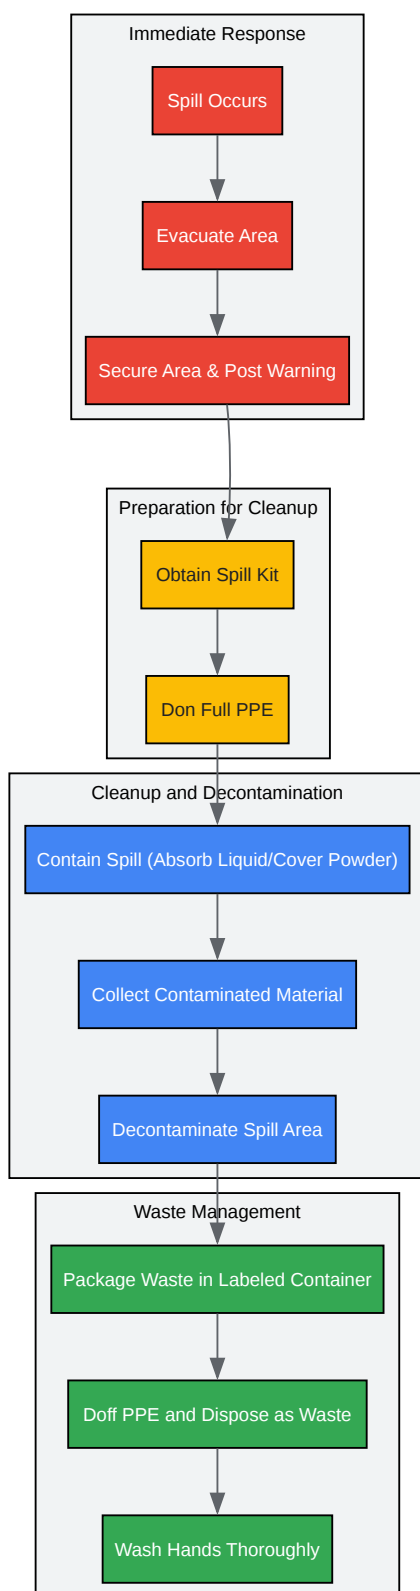 Immediate Response
Spill Occurs
Evacuate Area
Secure Area & Post Warning
Preparation for Cleanup
Obtain Spill Kit
Don Full PPE
Cleanup and Decontamination
Contain Spill (Absorb Liquid/Cover Powder)
Collect Contaminated Material
Decontaminate Spill Area
Waste Management
Package Waste in Labeled Container
Doff PPE and Dispose as Waste
Wash Hands Thoroughly